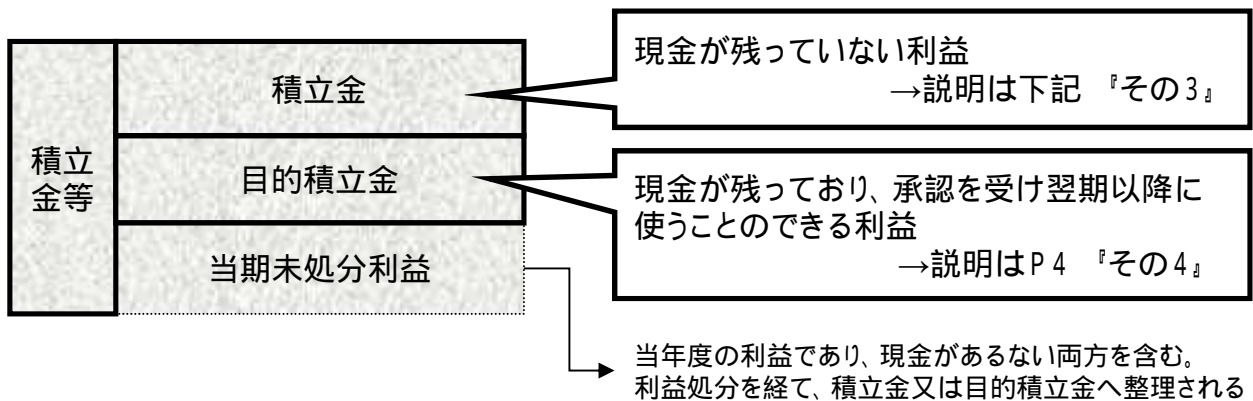 積立
金等
積立金
目的積立金
当期未処分利益
現金が残っていない利益
→説明は下記 『その3』
現金が残っており、承認を受け翌期以降に
使うことのできる利益
→説明はP4 『その4』
当年度の利益であり、現金があるない両方を含む。
利益処分を経て、積立金又は目的積立金へ整理される